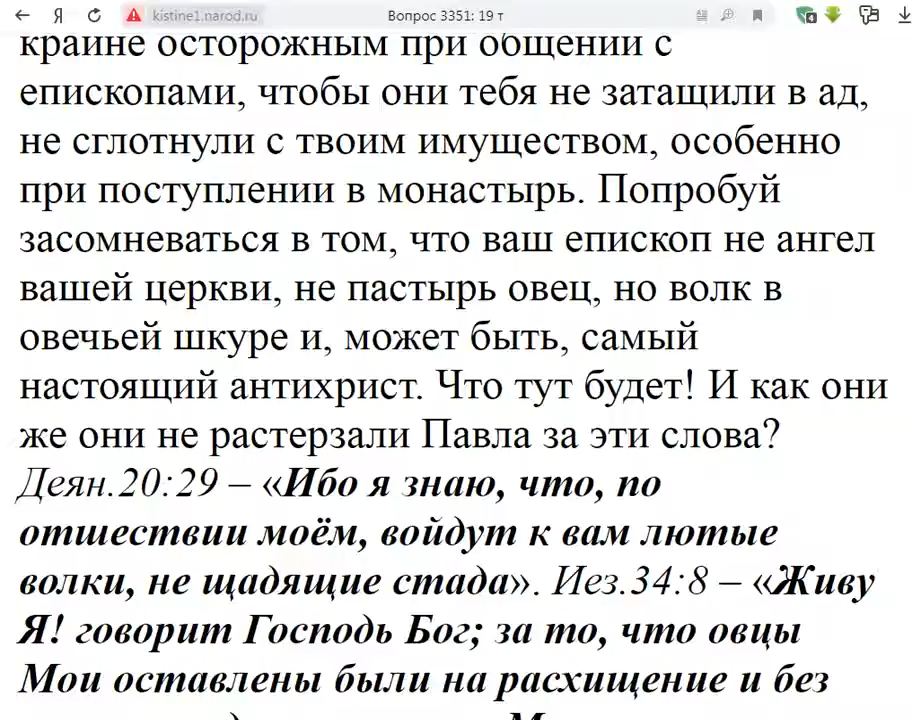 kistine1.narod.ru Вопрос 3351: 19 т
крайне осторожным при общении с
епископами, чтобы они тебя не затащили в ад,
не сглотнули с твоим имуществом, особенно
при поступлении в монастырь. Попробуй
засомневаться в том, что ваш епископ не ангел
вашей церкви, не пастырь овец, но волк в
овечьей шкуре и, может быть, самый
настоящий антихрист. Что тут будет! И как они
же они не растерзали Павла за эти слова?
Деян.20:29 – «Ибо я знаю, что, по
отшествии моём, войдут к вам лютые
волки, не щадящие стада». Иез.34:8 – «Живу
Я! говорит Господь Бог; за то, что овцы
Мои оставлены были на расхищение и без